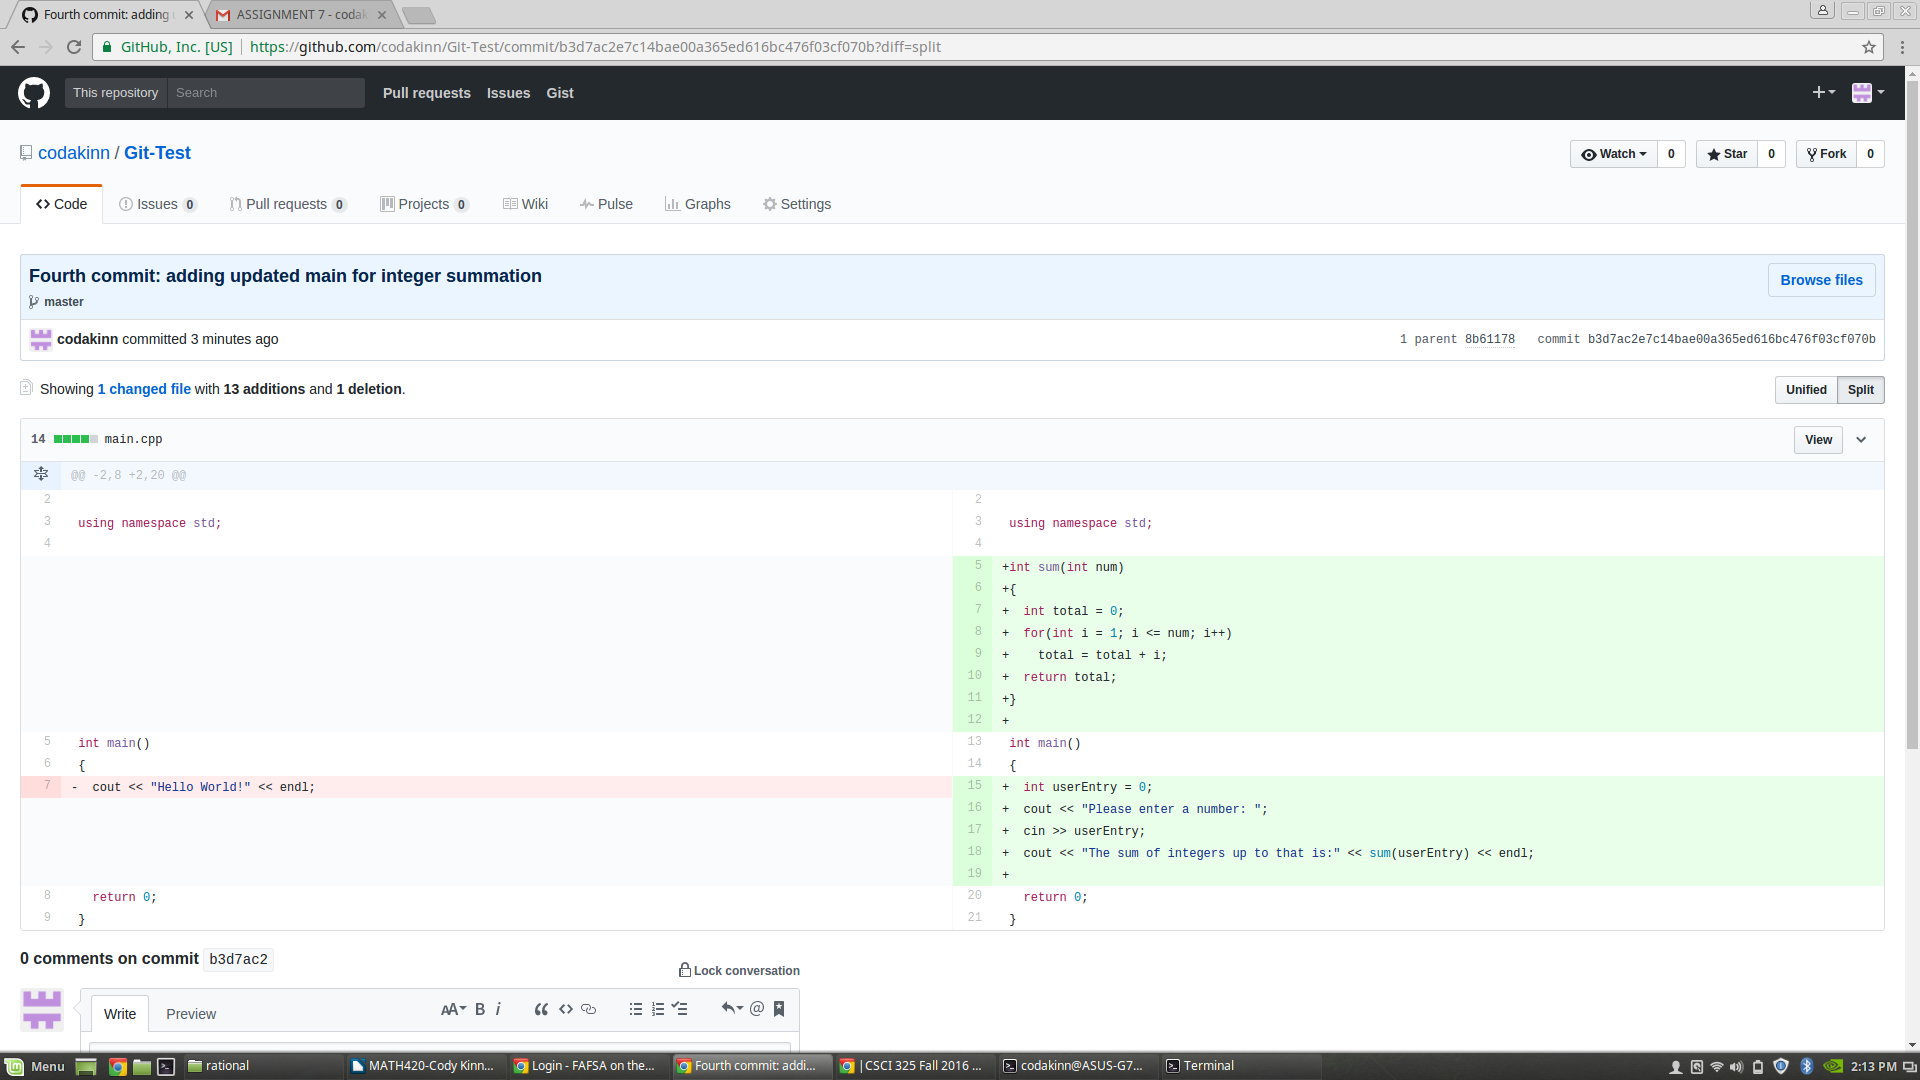 Fourth commit: adding u
ASSIGNMENT 7 - codak
GitHub, Inc. [US] https://github.com/codakinn/Git-Test/commit/b3d7ac2e7c14bae00a365ed616bc476f03cf070b?diff=split
This repository Search Pull requests Issues Gist
codakinn / Git-Test
Watch 0 Star 0 Fork 0
Code Issues 0 Pull requests 0 Projects 0 Wiki Pulse Graphs Settings
Fourth commit: adding updated main for integer summation
Browse files
master
codakinn committed 3 minutes ago 1 parent 8b61178 commit b3d7ac2e7c14bae00a365ed616bc476f03cf070b
Showing 1 changed file with 13 additions and 1 deletion. Unified Split
14 main.cpp View
@@ -2,8 +2,20 @@
2 2
3 using namespace std; 3 using namespace std;
4 4
5 +int sum(int num)
6 +{
7 + int total = 0;
8 + for(int i = 1; i <= num; i++)
9 + total = total + i;
10 + return total;
11 +}
12 +
5 int main() 13 int main()
6 { 14 {
7 - cout << "Hello World!" << endl; 15 + int userEntry = 0;
16 + cout << "Please enter a number: ";
17 + cin >> userEntry;
18 + cout << "The sum of integers up to that is:" << sum(userEntry) << endl;
19 +
8 return 0; 20 return 0;
9 } 21 }
0 comments on commit b3d7ac2
Lock conversation
Write Preview AA B i @
Menu rational MATH420-Cody Kinn... Login - FAFSA on the... Fourth commit: addi... |CSCI 325 Fall 2016 ... codakinn@ASUS-G7... Terminal 2:13 PM